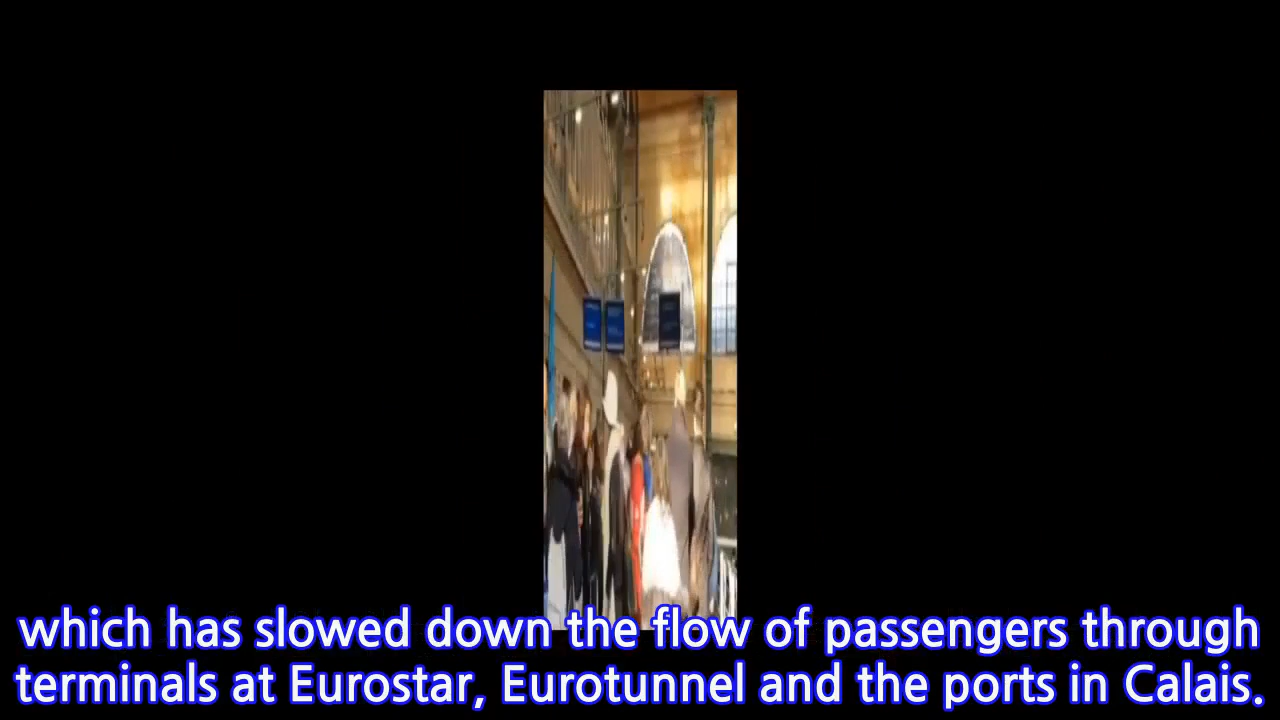 which has slowed down the flow of passengers through
terminals at Eurostar, Eurotunnel and the ports in Calais.